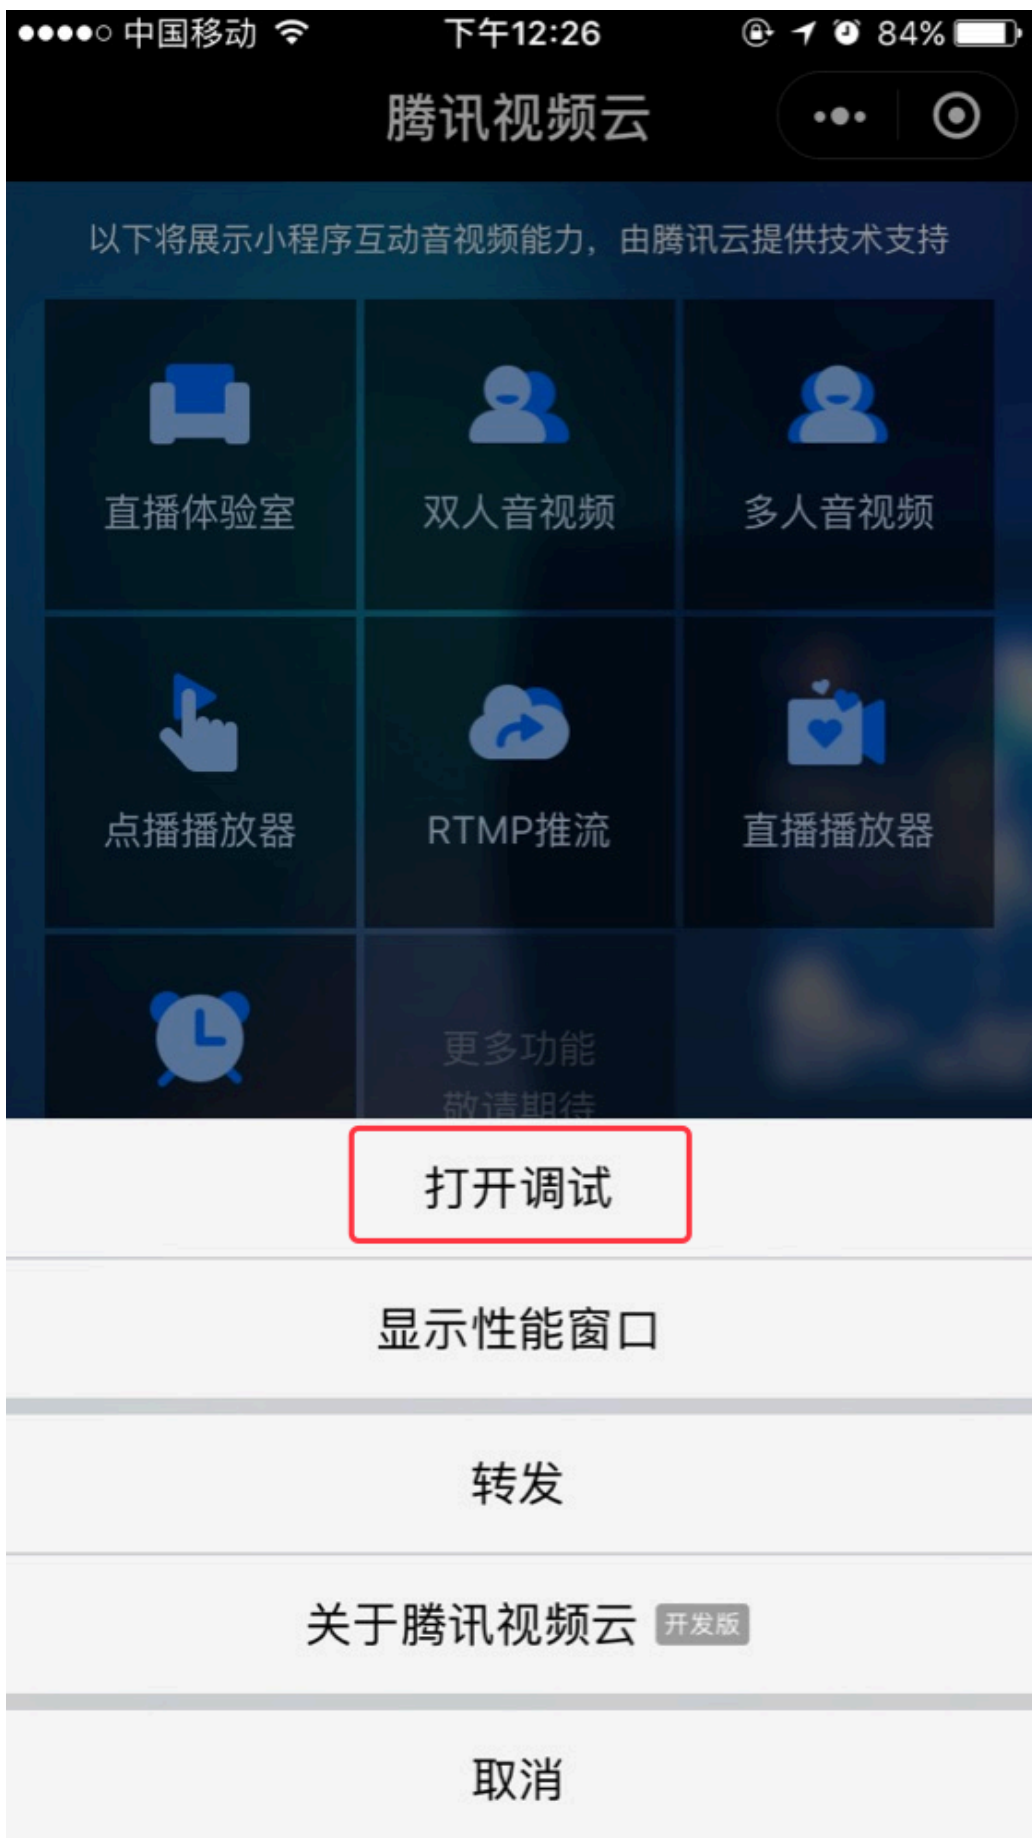 中国移动 下午12:26 84%
腾讯视频云
以下将展示小程序互动音视频能力，由腾讯云提供技术支持
直播体验室 双人音视频 多人音视频
点播播放器 RTMP推流 直播播放器
更多功能
敬请期待
打开调试
显示性能窗口
转发
关于腾讯视频云 开发版
取消